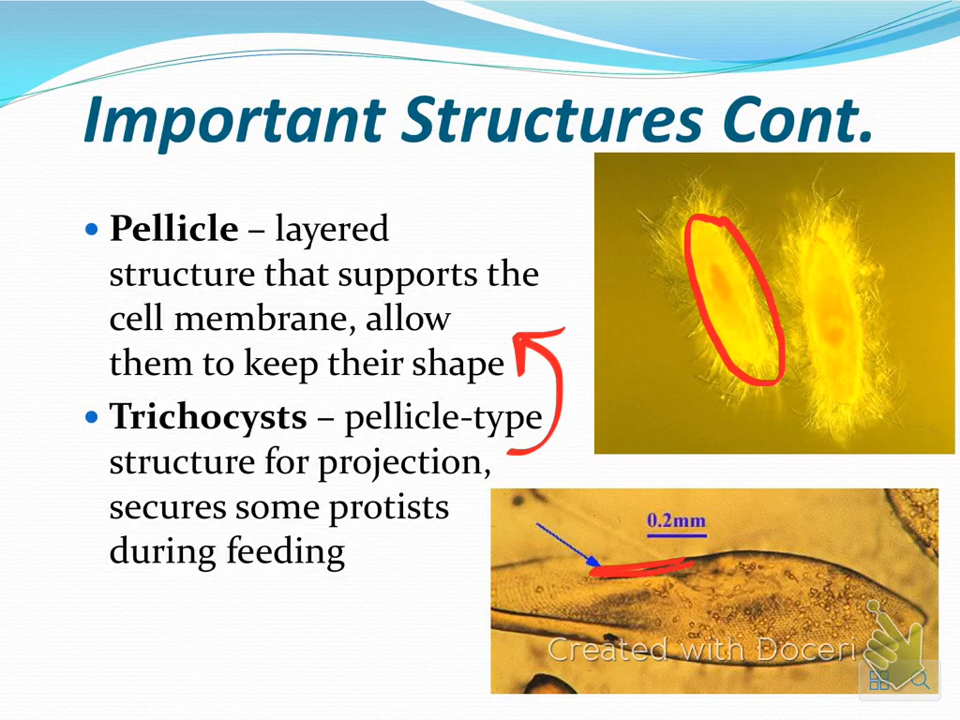 Important Structures Cont.
Pellicle – layered
structure that supports the
cell membrane, allow
them to keep their shape
Trichocysts – pellicle-type
structure for projection,
secures some protists
during feeding
0.2mm
Created with Doceri